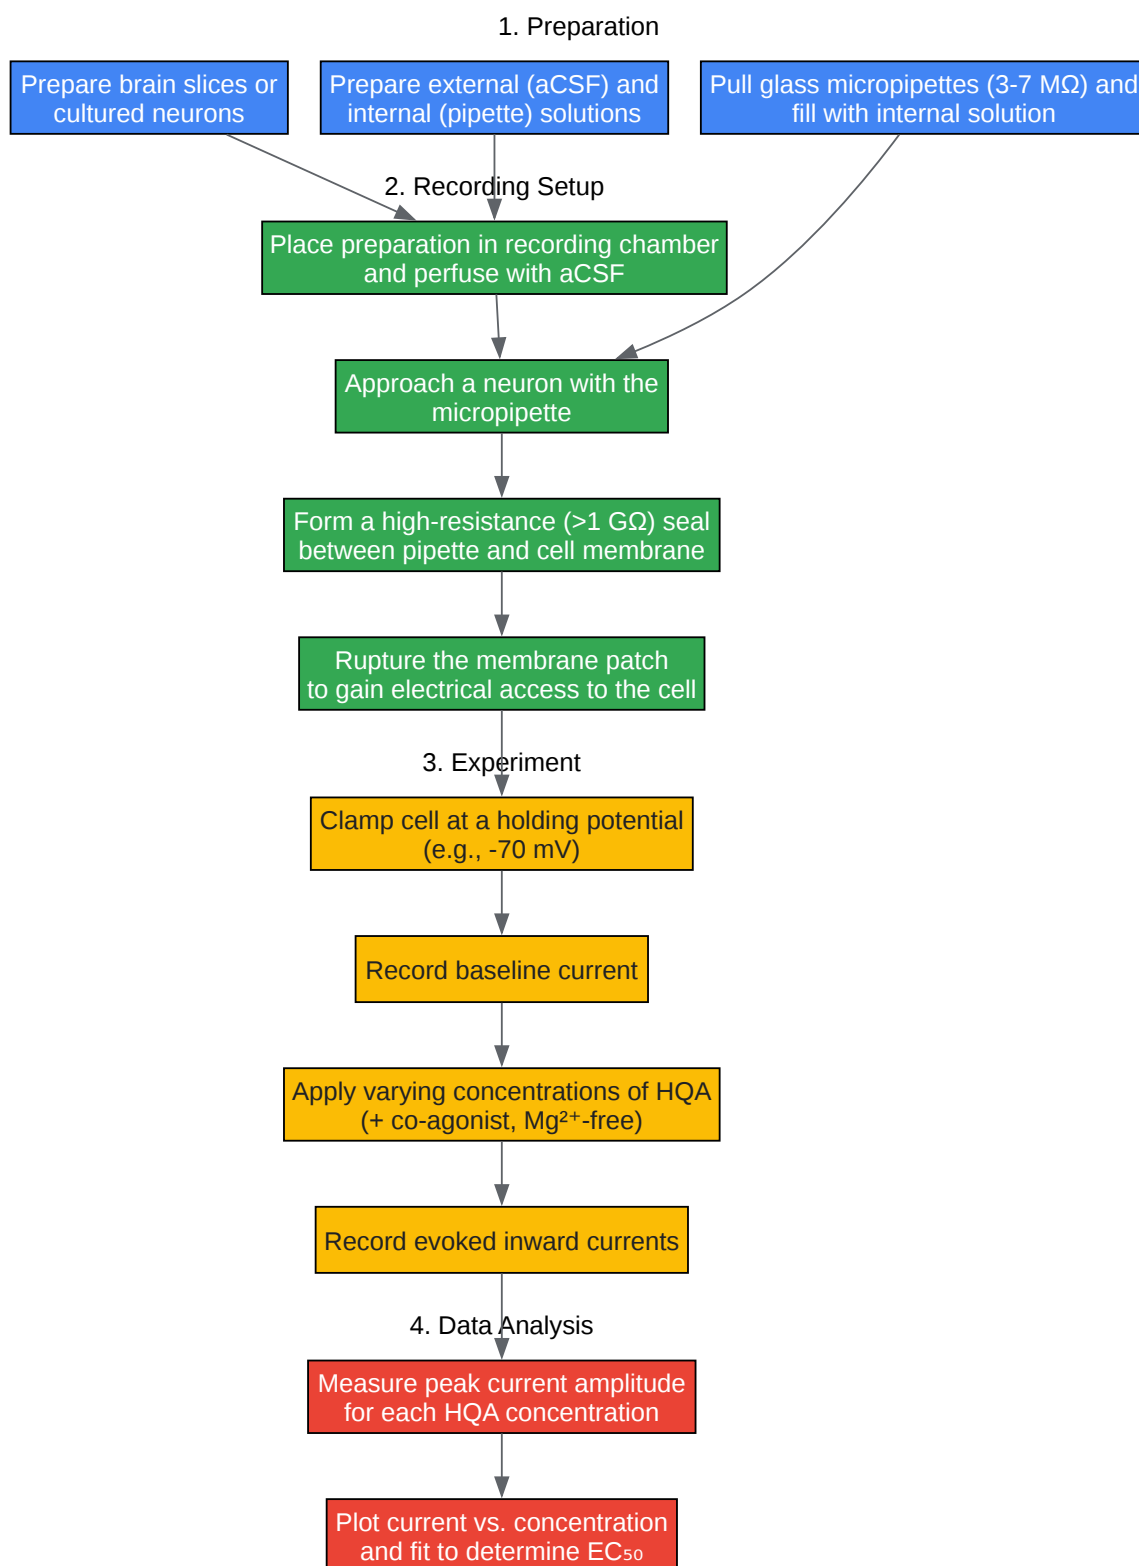 1. Preparation
Prepare brain slices or
cultured neurons
Prepare external (aCSF) and
internal (pipette) solutions
Pull glass micropipettes (3-7 MΩ) and
fill with internal solution
2. Recording Setup
Place preparation in recording chamber
and perfuse with aCSF
Approach a neuron with the
micropipette
Form a high-resistance (>1 GΩ) seal
between pipette and cell membrane
Rupture the membrane patch
to gain electrical access to the cell
3. Experiment
Clamp cell at a holding potential
(e.g., -70 mV)
Record baseline current
Apply varying concentrations of HQA
(+ co-agonist, Mg²⁺-free)
Record evoked inward currents
4. Data Analysis
Measure peak current amplitude
for each HQA concentration
Plot current vs. concentration
and fit to determine EC₅₀